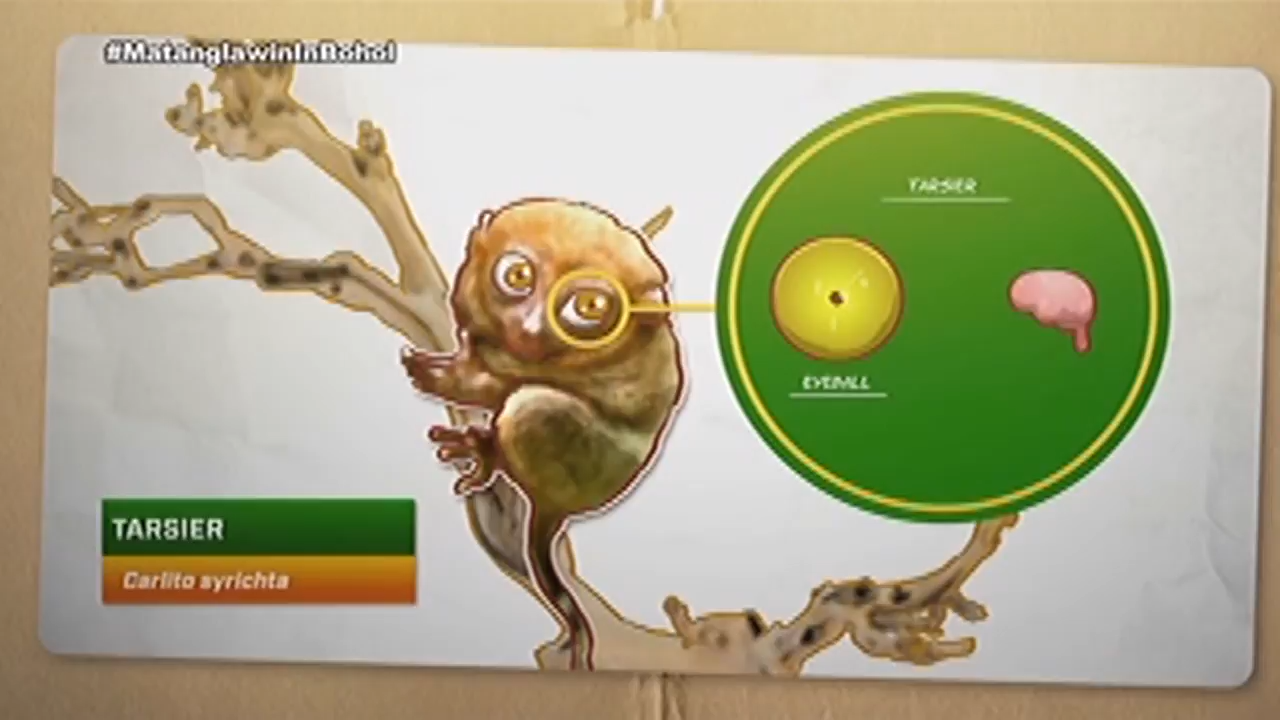 #MatanglawinInBohol
TARSIER
EYEBALL
TARSIER
Carlito syrichta